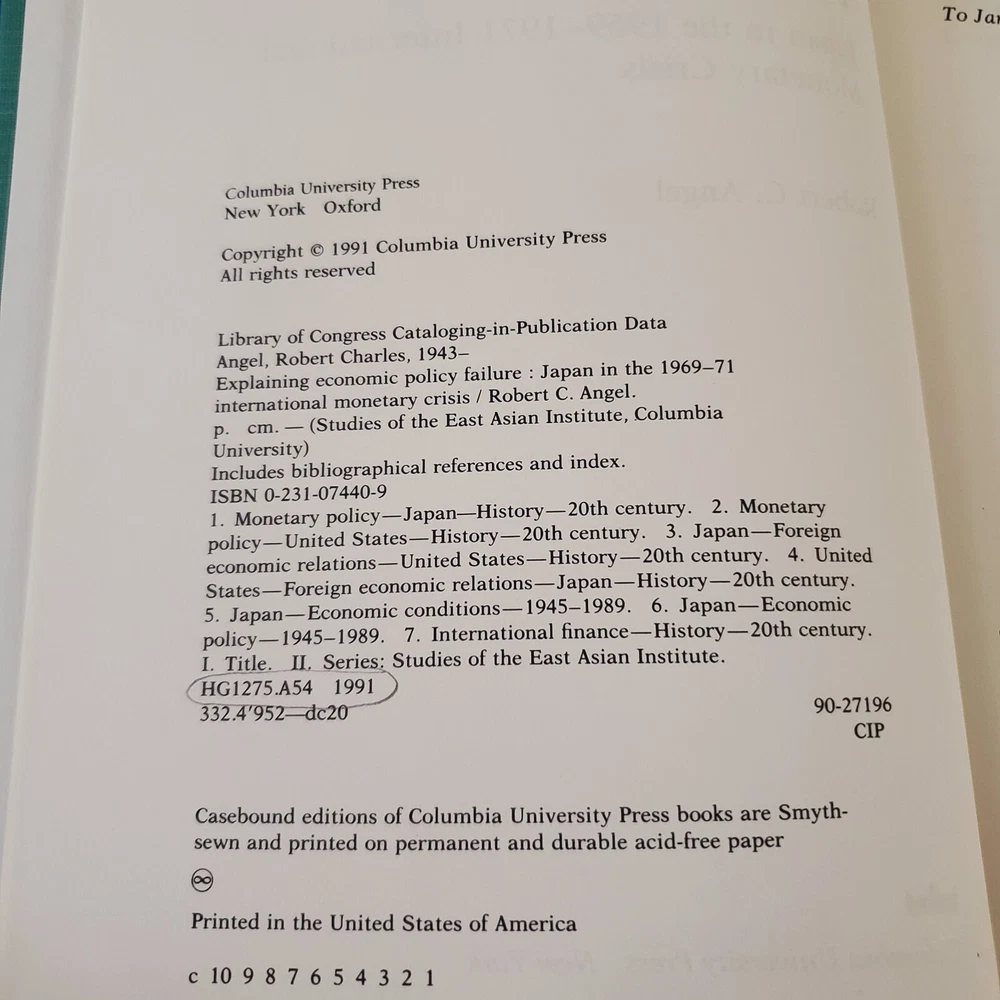 Columbia University Press
New York   Oxford
Copyright © 1991 Columbia University Press
All rights reserved
Library of Congress Cataloging-in-Publication Data
Angel, Robert Charles, 1943–
Explaining economic policy failure : Japan in the 1969–71
international monetary crisis / Robert C. Angel.
p.   cm. — (Studies of the East Asian Institute, Columbia
University)
Includes bibliographical references and index.
ISBN 0-231-07440-9
1. Monetary policy—Japan—History—20th century.   2. Monetary
policy—United States—History—20th century.   3. Japan—Foreign
economic relations—United States—History—20th century.   4. United
States—Foreign economic relations—Japan—History—20th century.
5. Japan—Economic conditions—1945–1989.   6. Japan—Economic
policy—1945–1989.   7. International finance—History—20th century.
I. Title.   II. Series: Studies of the East Asian Institute.
HG1275.A54   1991
332.4'952—dc20
90-27196
CIP
Casebound editions of Columbia University Press books are Smyth-
sewn and printed on permanent and durable acid-free paper
Printed in the United States of America
c 10 9 8 7 6 5 4 3 2 1
To